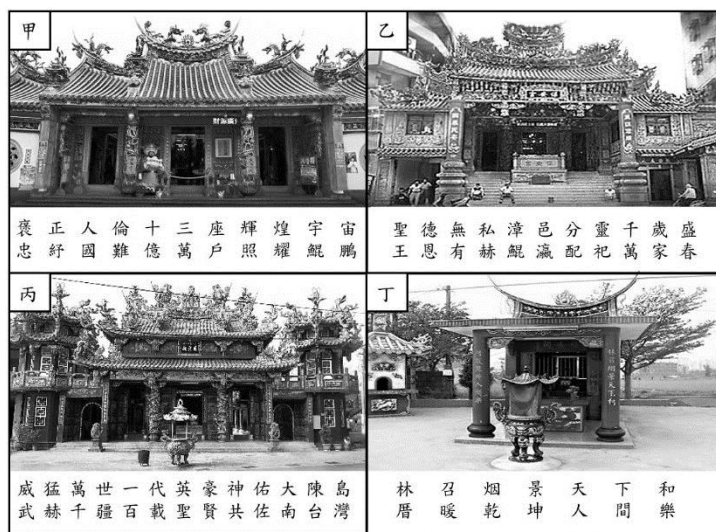 甲
褒正人倫十三座輝煌宇宙
忠紓國難億萬戶照耀鯤鵬
乙
聖德無私漳邑分靈千歲盛
王恩有赫鯤瀛配祀萬家春
丙
威猛萬世一代英豪神佑大陳島
武赫千疆百載聖賢共佐南台灣
丁
林召烟景天下和
厝暖乾坤人間樂